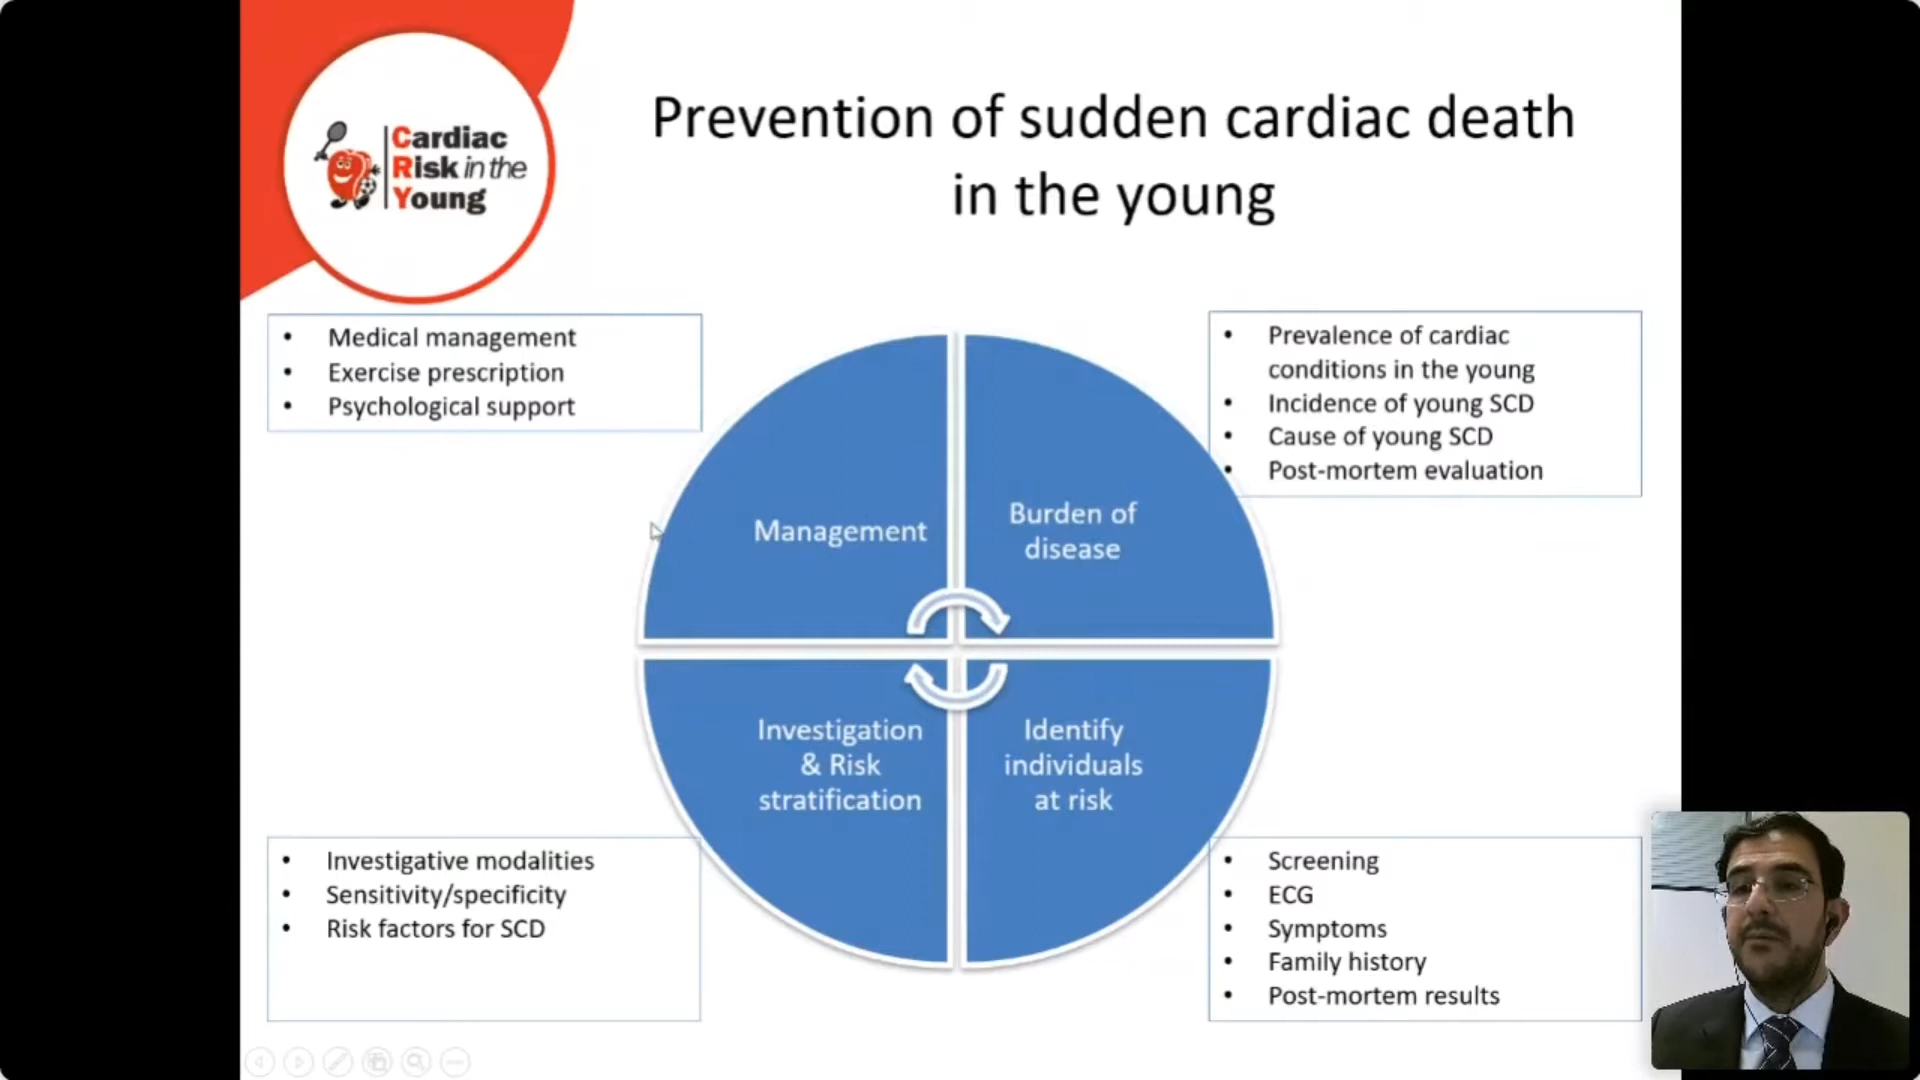 Cardiac
Risk in the
Young
Prevention of sudden cardiac death
in the young
• Medical management
• Exercise prescription
• Psychological support
• Prevalence of cardiac
conditions in the young
• Incidence of young SCD
• Cause of young SCD
• Post-mortem evaluation
Management
Burden of
disease
Investigation
& Risk
stratification
Identify
individuals
at risk
• Investigative modalities
• Sensitivity/specificity
• Risk factors for SCD
• Screening
• ECG
• Symptoms
• Family history
• Post-mortem results